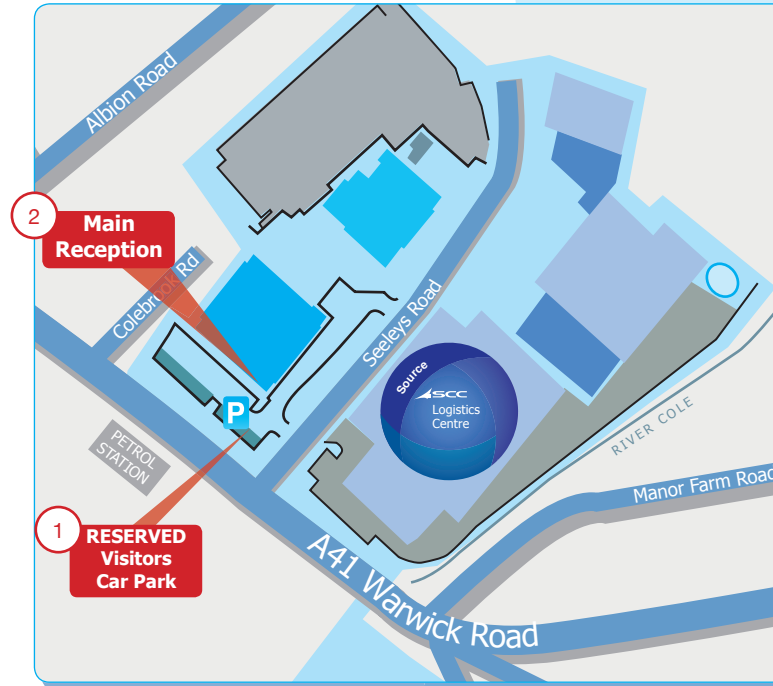 Albion Road
2
Main
Reception
Colebrook Rd
Seeleys Road
Source
SCC
Logistics
Centre
P
PETROL
STATION
RIVER COLE
Manor Farm Road
1
RESERVED
Visitors
Car Park
A41 Warwick Road